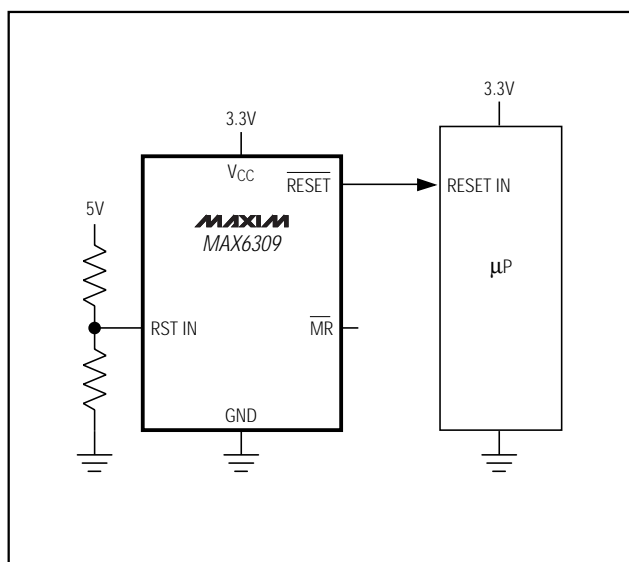 3.3V
3.3V
VCC
RESET
RESET IN
5V
MAXIM
MAX6309
µP
RST IN
MR
GND